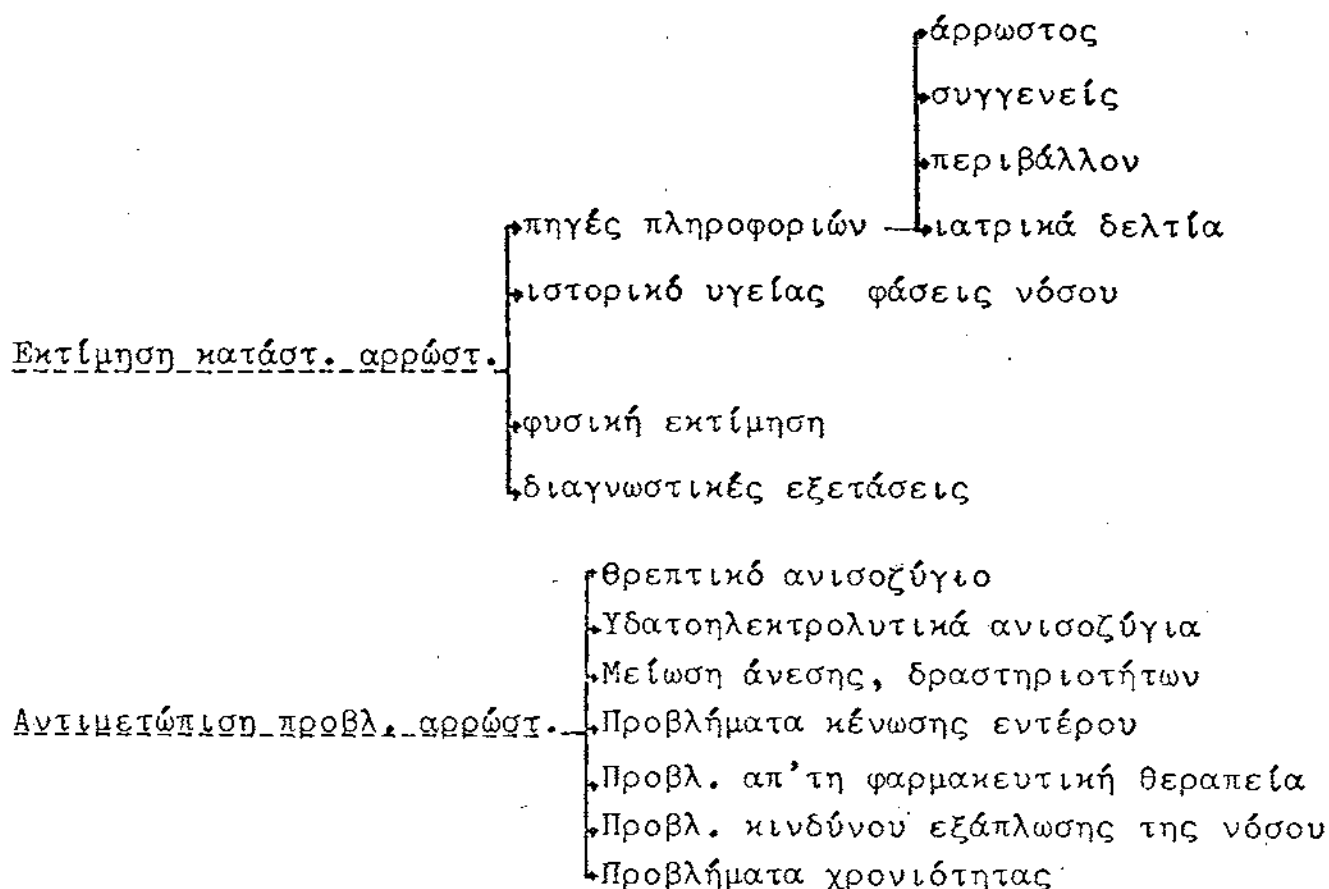 άρρωστος
συγγενείς
περιβάλλον
πηγές πληροφοριών ιατρικά δελτία
ιστορικό υγείας φάσεις νόσου
Εκτίμηση κατάστ. αρρώστ.
φυσική εκτίμηση
διαγνωστικές εξετάσεις
Θρεπτικό ανισοζύγιο
Υδατοηλεκτρολυτικά ανισοζύγια
Μείωση άνεσης, δραστηριοτήτων
Αντιμετώπιση προβλ. αρρώστ. Προβλήματα κένωσης εντέρου
Προβλ. απ'τη φαρμακευτική θεραπεία
Προβλ. κινδύνου εξάπλωσης της νόσου
Προβλήματα χρονιότητας